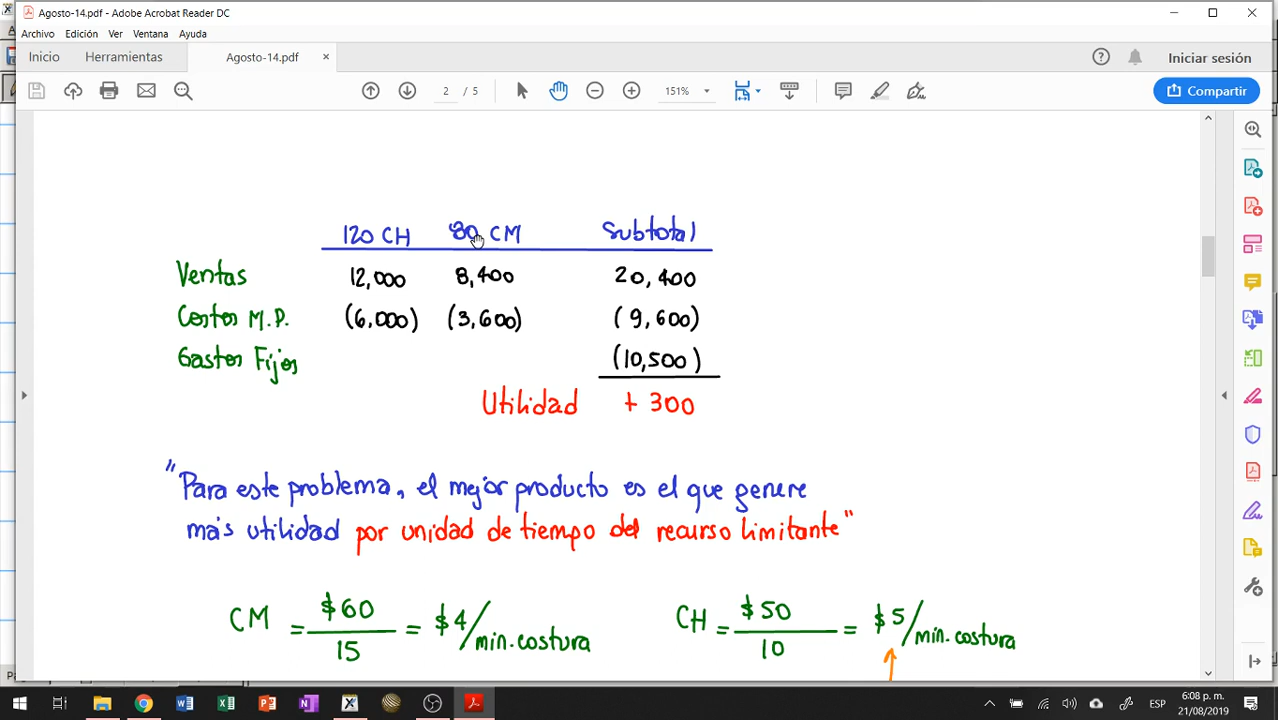 Agosto-14.pdf - Adobe Acrobat Reader DC
Archivo Edición Ver Ventana Ayuda
Inicio Herramientas Agosto-14.pdf × Iniciar sesión
2 / 5 151% Compartir
120 CH 80 CM Subtotal
Ventas 12,000 8,400 20,400
Costos M.P. (6,000) (3,600) (9,600)
Gastos Fijos (10,500)
Utilidad + 300
"Para este problema, el mejor producto es el que genere
más utilidad por unidad de tiempo del recurso limitante"
CM = $60 / 15 = $4/min.costura CH = $50 / 10 = $5/min.costura
ESP 6:08 p. m.
21/08/2019